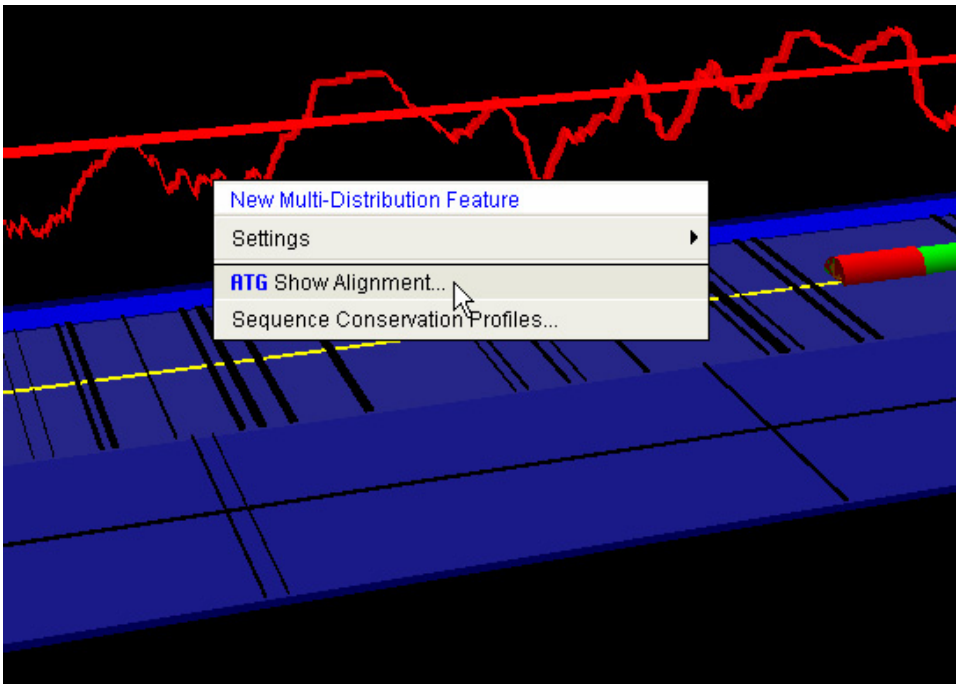 New Multi-Distribution Feature
Settings
ATG Show Alignment...
Sequence Conservation Profiles...